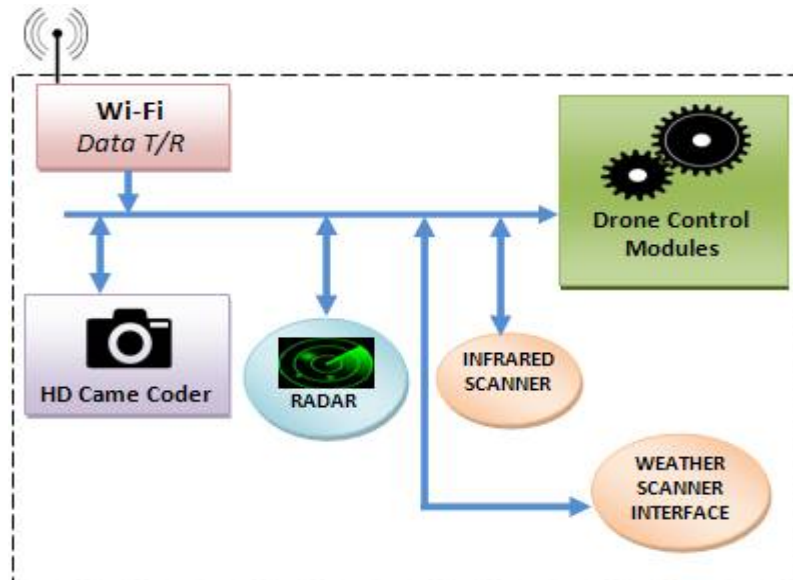 Wi-Fi
Data T/R
Drone Control
Modules
HD Came Coder
RADAR
INFRARED
SCANNER
WEATHER
SCANNER
INTERFACE